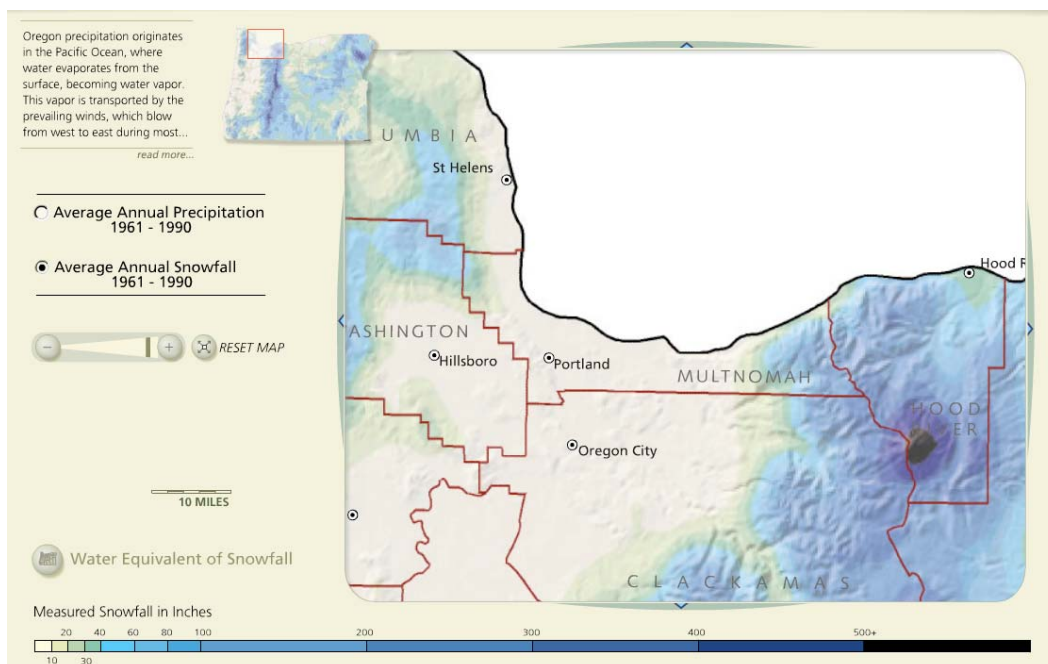 Oregon precipitation originates
in the Pacific Ocean, where
water evaporates from the
surface, becoming water vapor.
This vapor is transported by the
prevailing winds, which blow
from west to east during most...
read more...
Average Annual Precipitation
1961 - 1990
Average Annual Snowfall
1961 - 1990
RESET MAP
10 MILES
Water Equivalent of Snowfall
UMBIA
St Helens
Hood R
ASHINGTON
Hillsboro
Portland
MULTNOMAH
HOOD
ER
Oregon City
CLACKAMAS
Measured Snowfall in Inches
20 40 60 80 100 200 300 400 500+
10 30